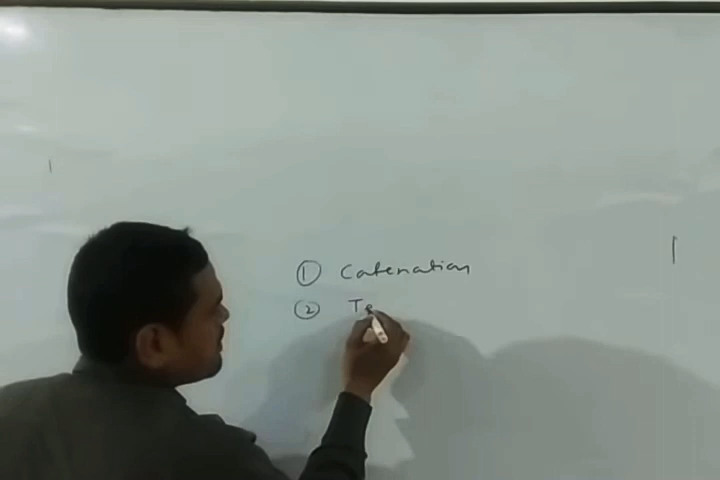 ① Catenation
② Te